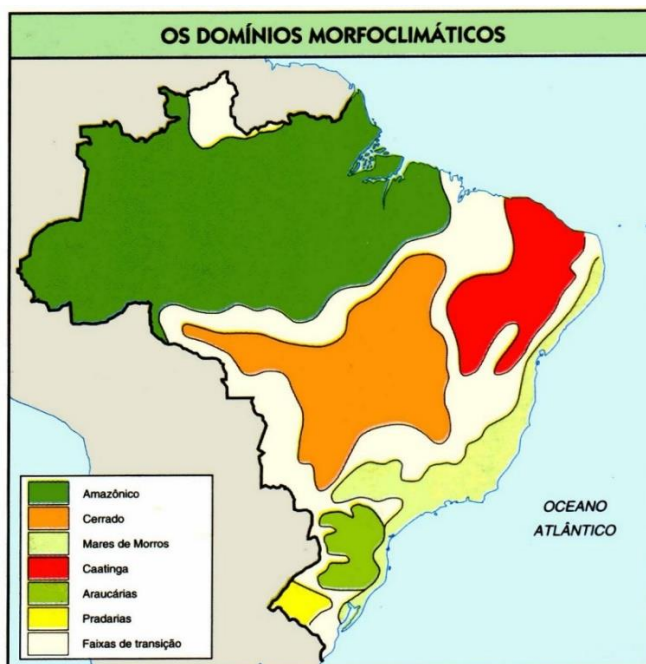 OS DOMÍNIOS MORFOCLIMÁTICOS
OCEANO
ATLÂNTICO
Amazônico
Cerrado
Mares de Morros
Caatinga
Araucárias
Pradarias
Faixas de transição